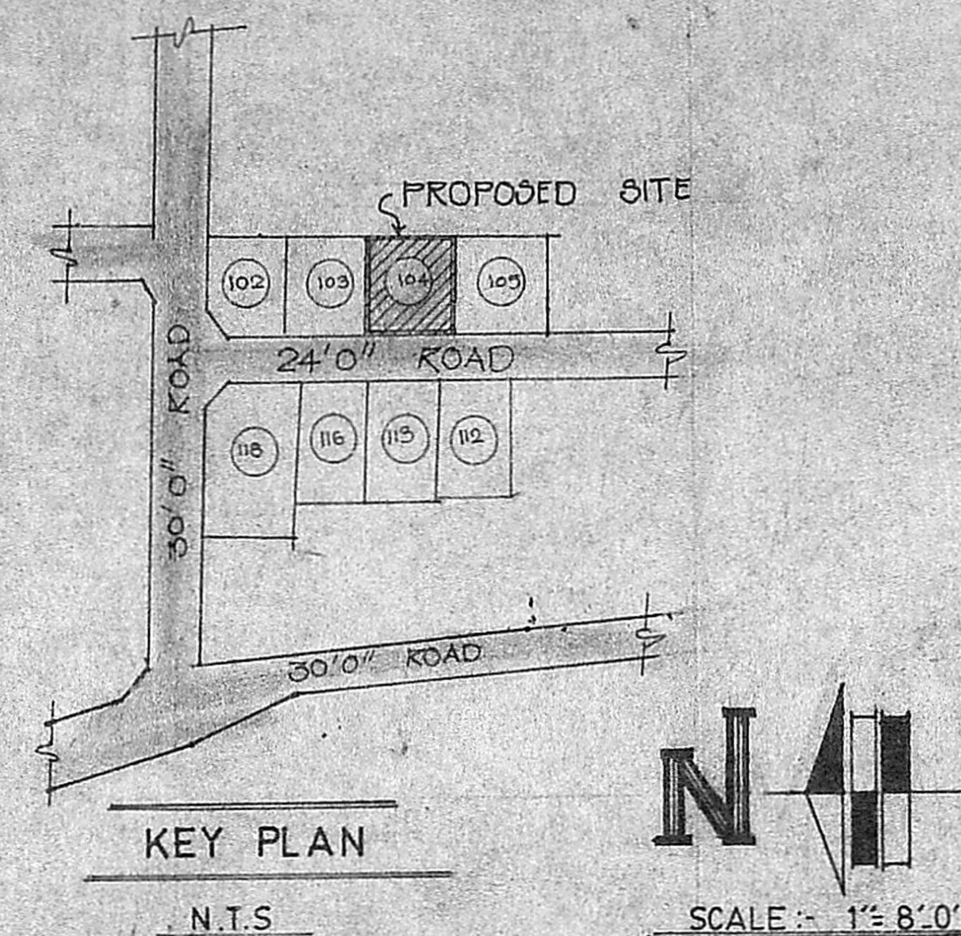 PROPOSED SITE
102 103 104 105
24'0" ROAD
30'0" ROAD
118 116 113 112
30'0" ROAD
KEY PLAN
N.T.S
N
SCALE :- 1"= 8'0"